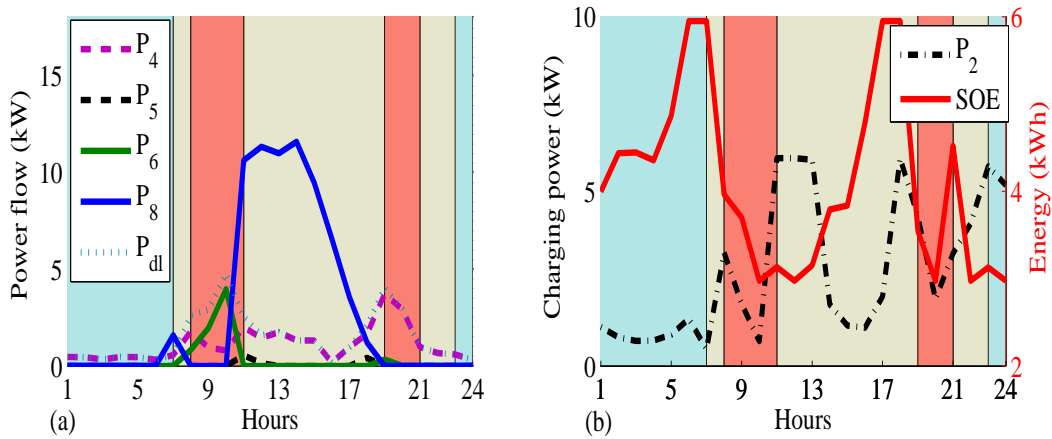 (a)
Power flow (kW)
15
10
5
0
P4
P5
P6
P8
Pdl
1 5 9 13 17 21 24
Hours
(b)
Charging power (kW)
10
5
0
P2
SOE
6
4
2
Energy (kWh)
1 5 9 13 17 21 24
Hours